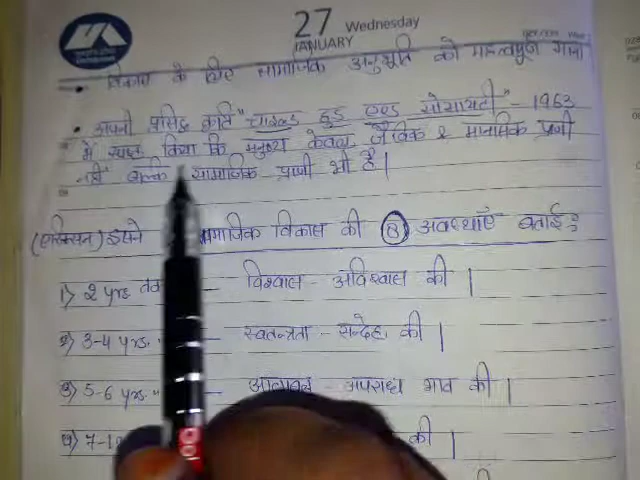 27 Wednesday
JANUARY
• विकास के लिए सामाजिक अनुभूति को महत्वपूर्ण माना
• अपनी प्रसिद्ध कृति "चाइल्ड हुड एण्ड सोसायटी" - 1963
में स्पष्ट किया कि मनुष्य केवल जैविक & मानसिक प्राणी
नहीं बल्कि सामाजिक प्राणी भी है।
(एरिक्सन) इसने सामाजिक विकास की 8 अवस्थाएँ बताई :
1) 2 yrs. तक — विश्वास - अविश्वास की।
2) 3-4 yrs. " — स्वतन्त्रता - सन्देह की।
3) 5-6 yrs. " — - अपराध भाव की।
4) 7- की।